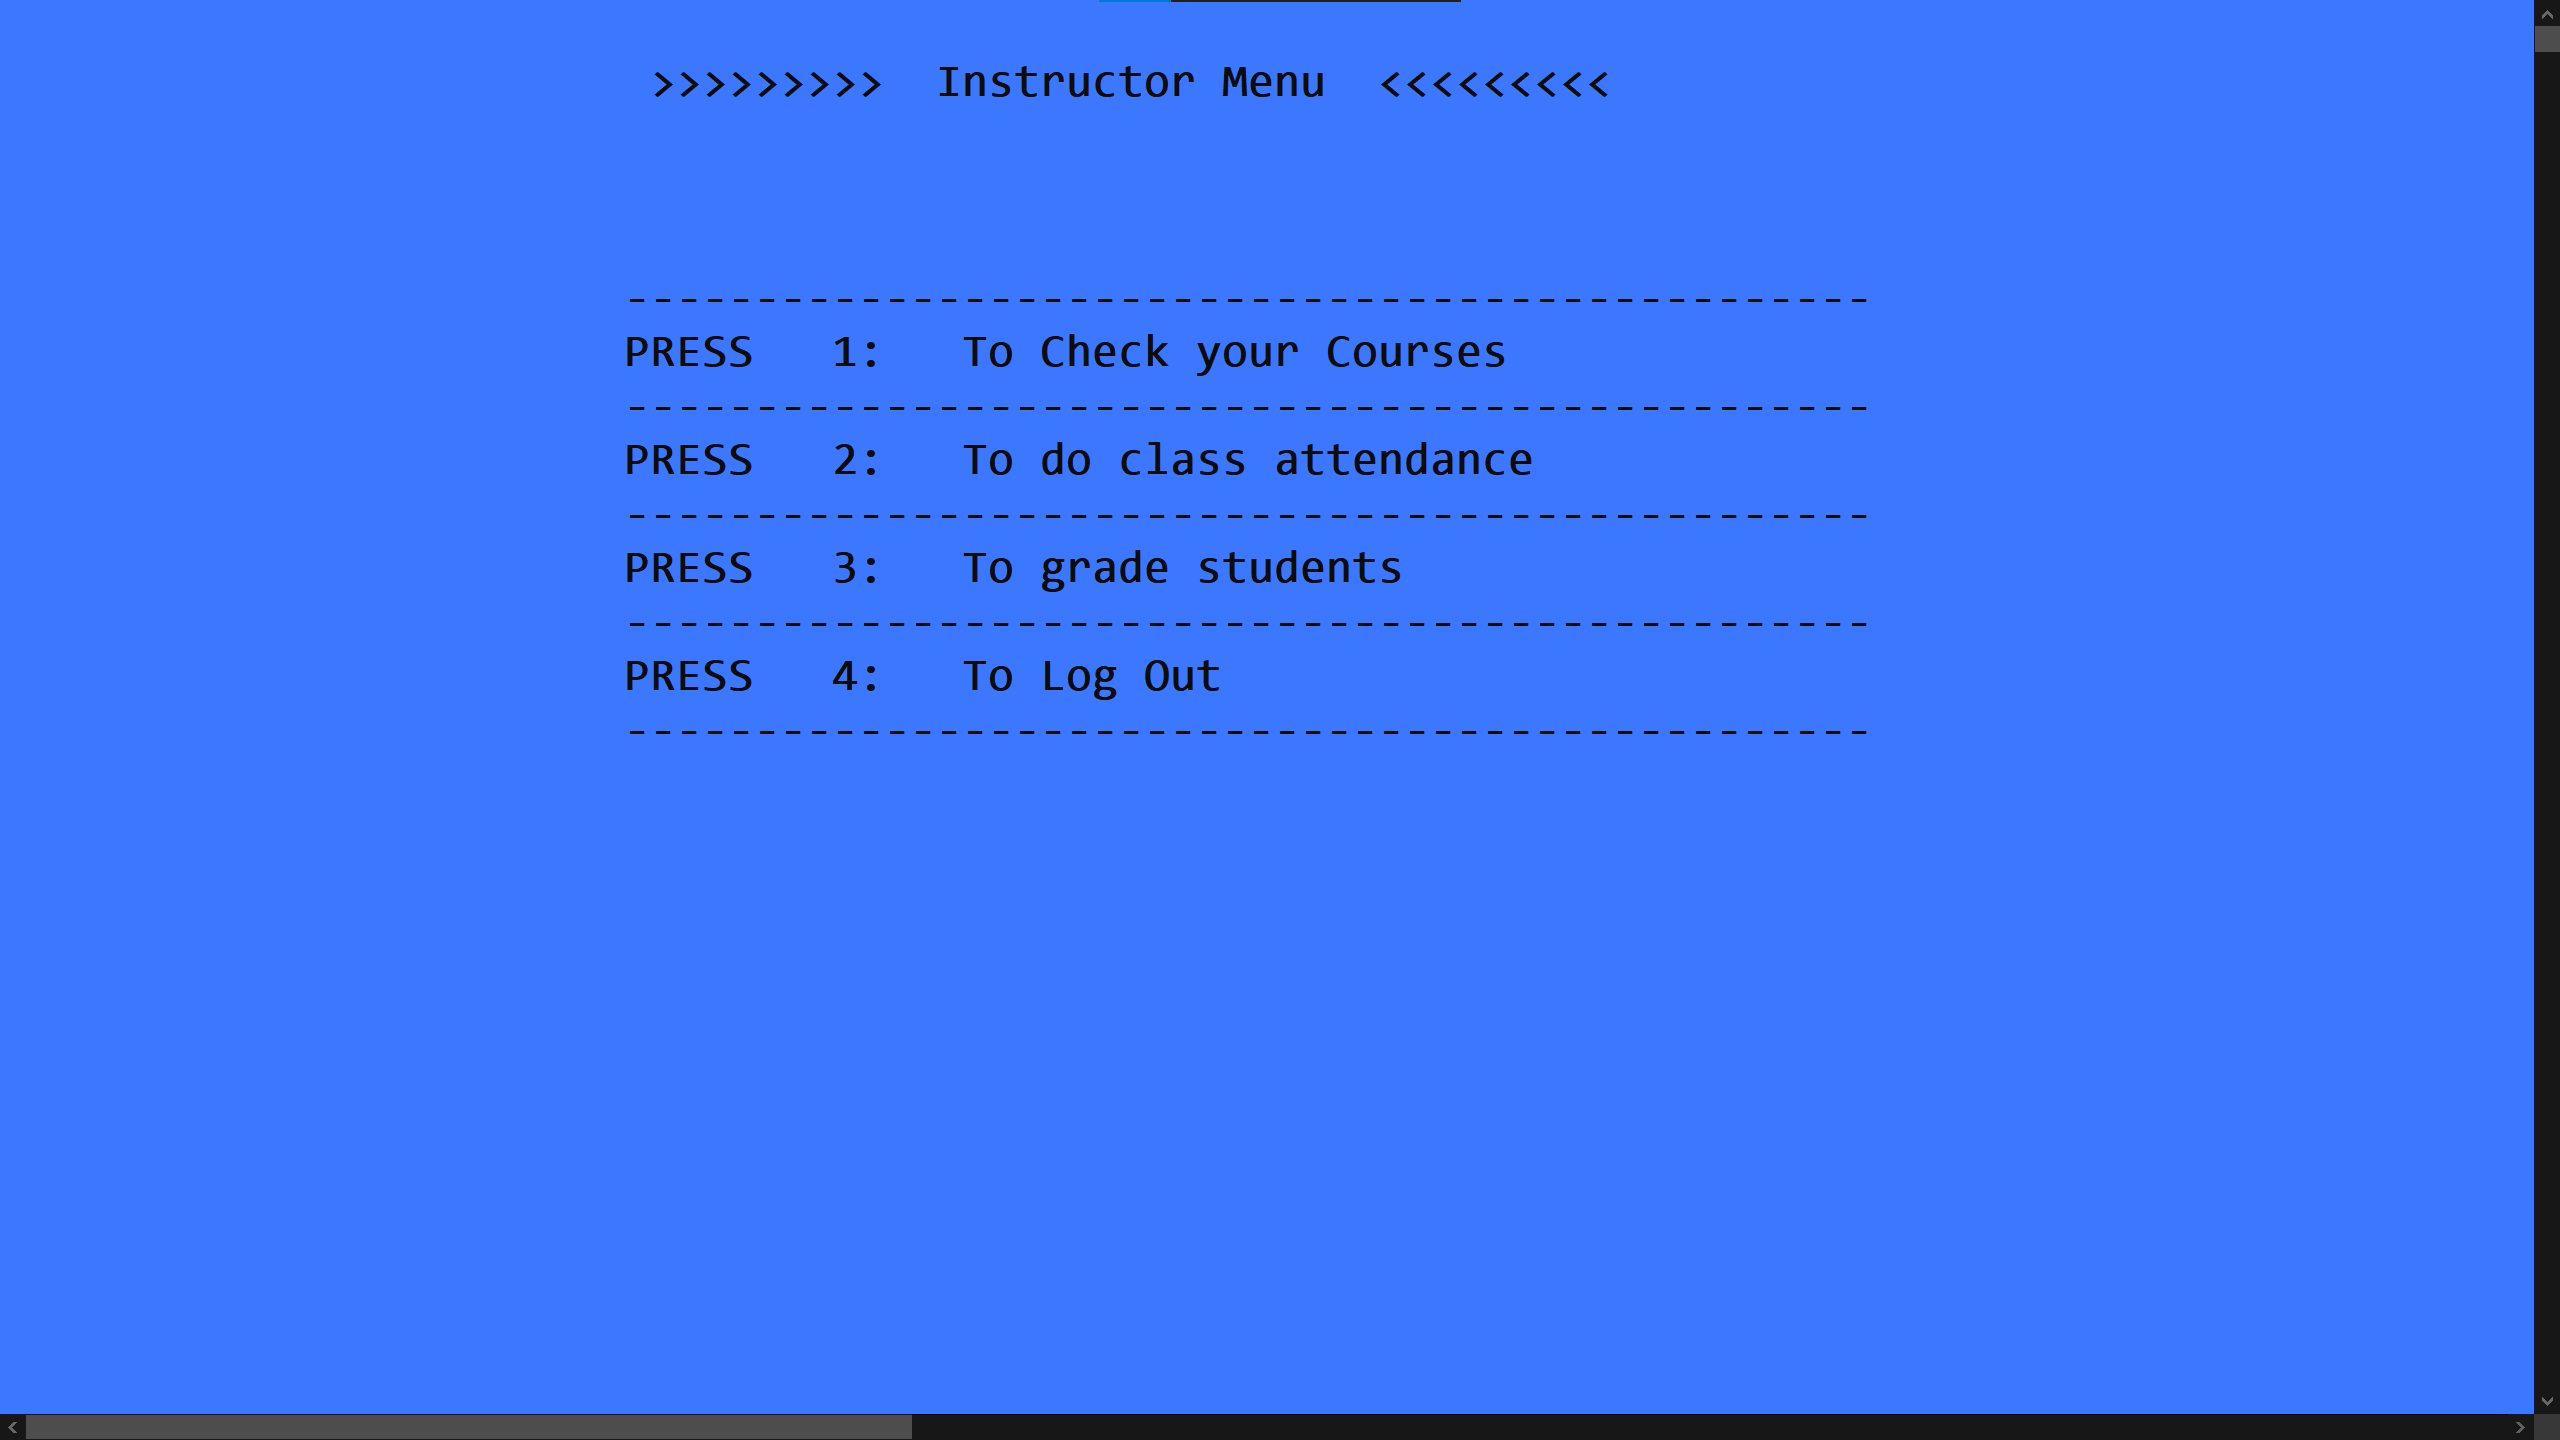 >>>>>>>>>  Instructor Menu  <<<<<<<<<
------------------------------------------------
PRESS   1:   To Check your Courses
------------------------------------------------
PRESS   2:   To do class attendance
------------------------------------------------
PRESS   3:   To grade students
------------------------------------------------
PRESS   4:   To Log Out
------------------------------------------------